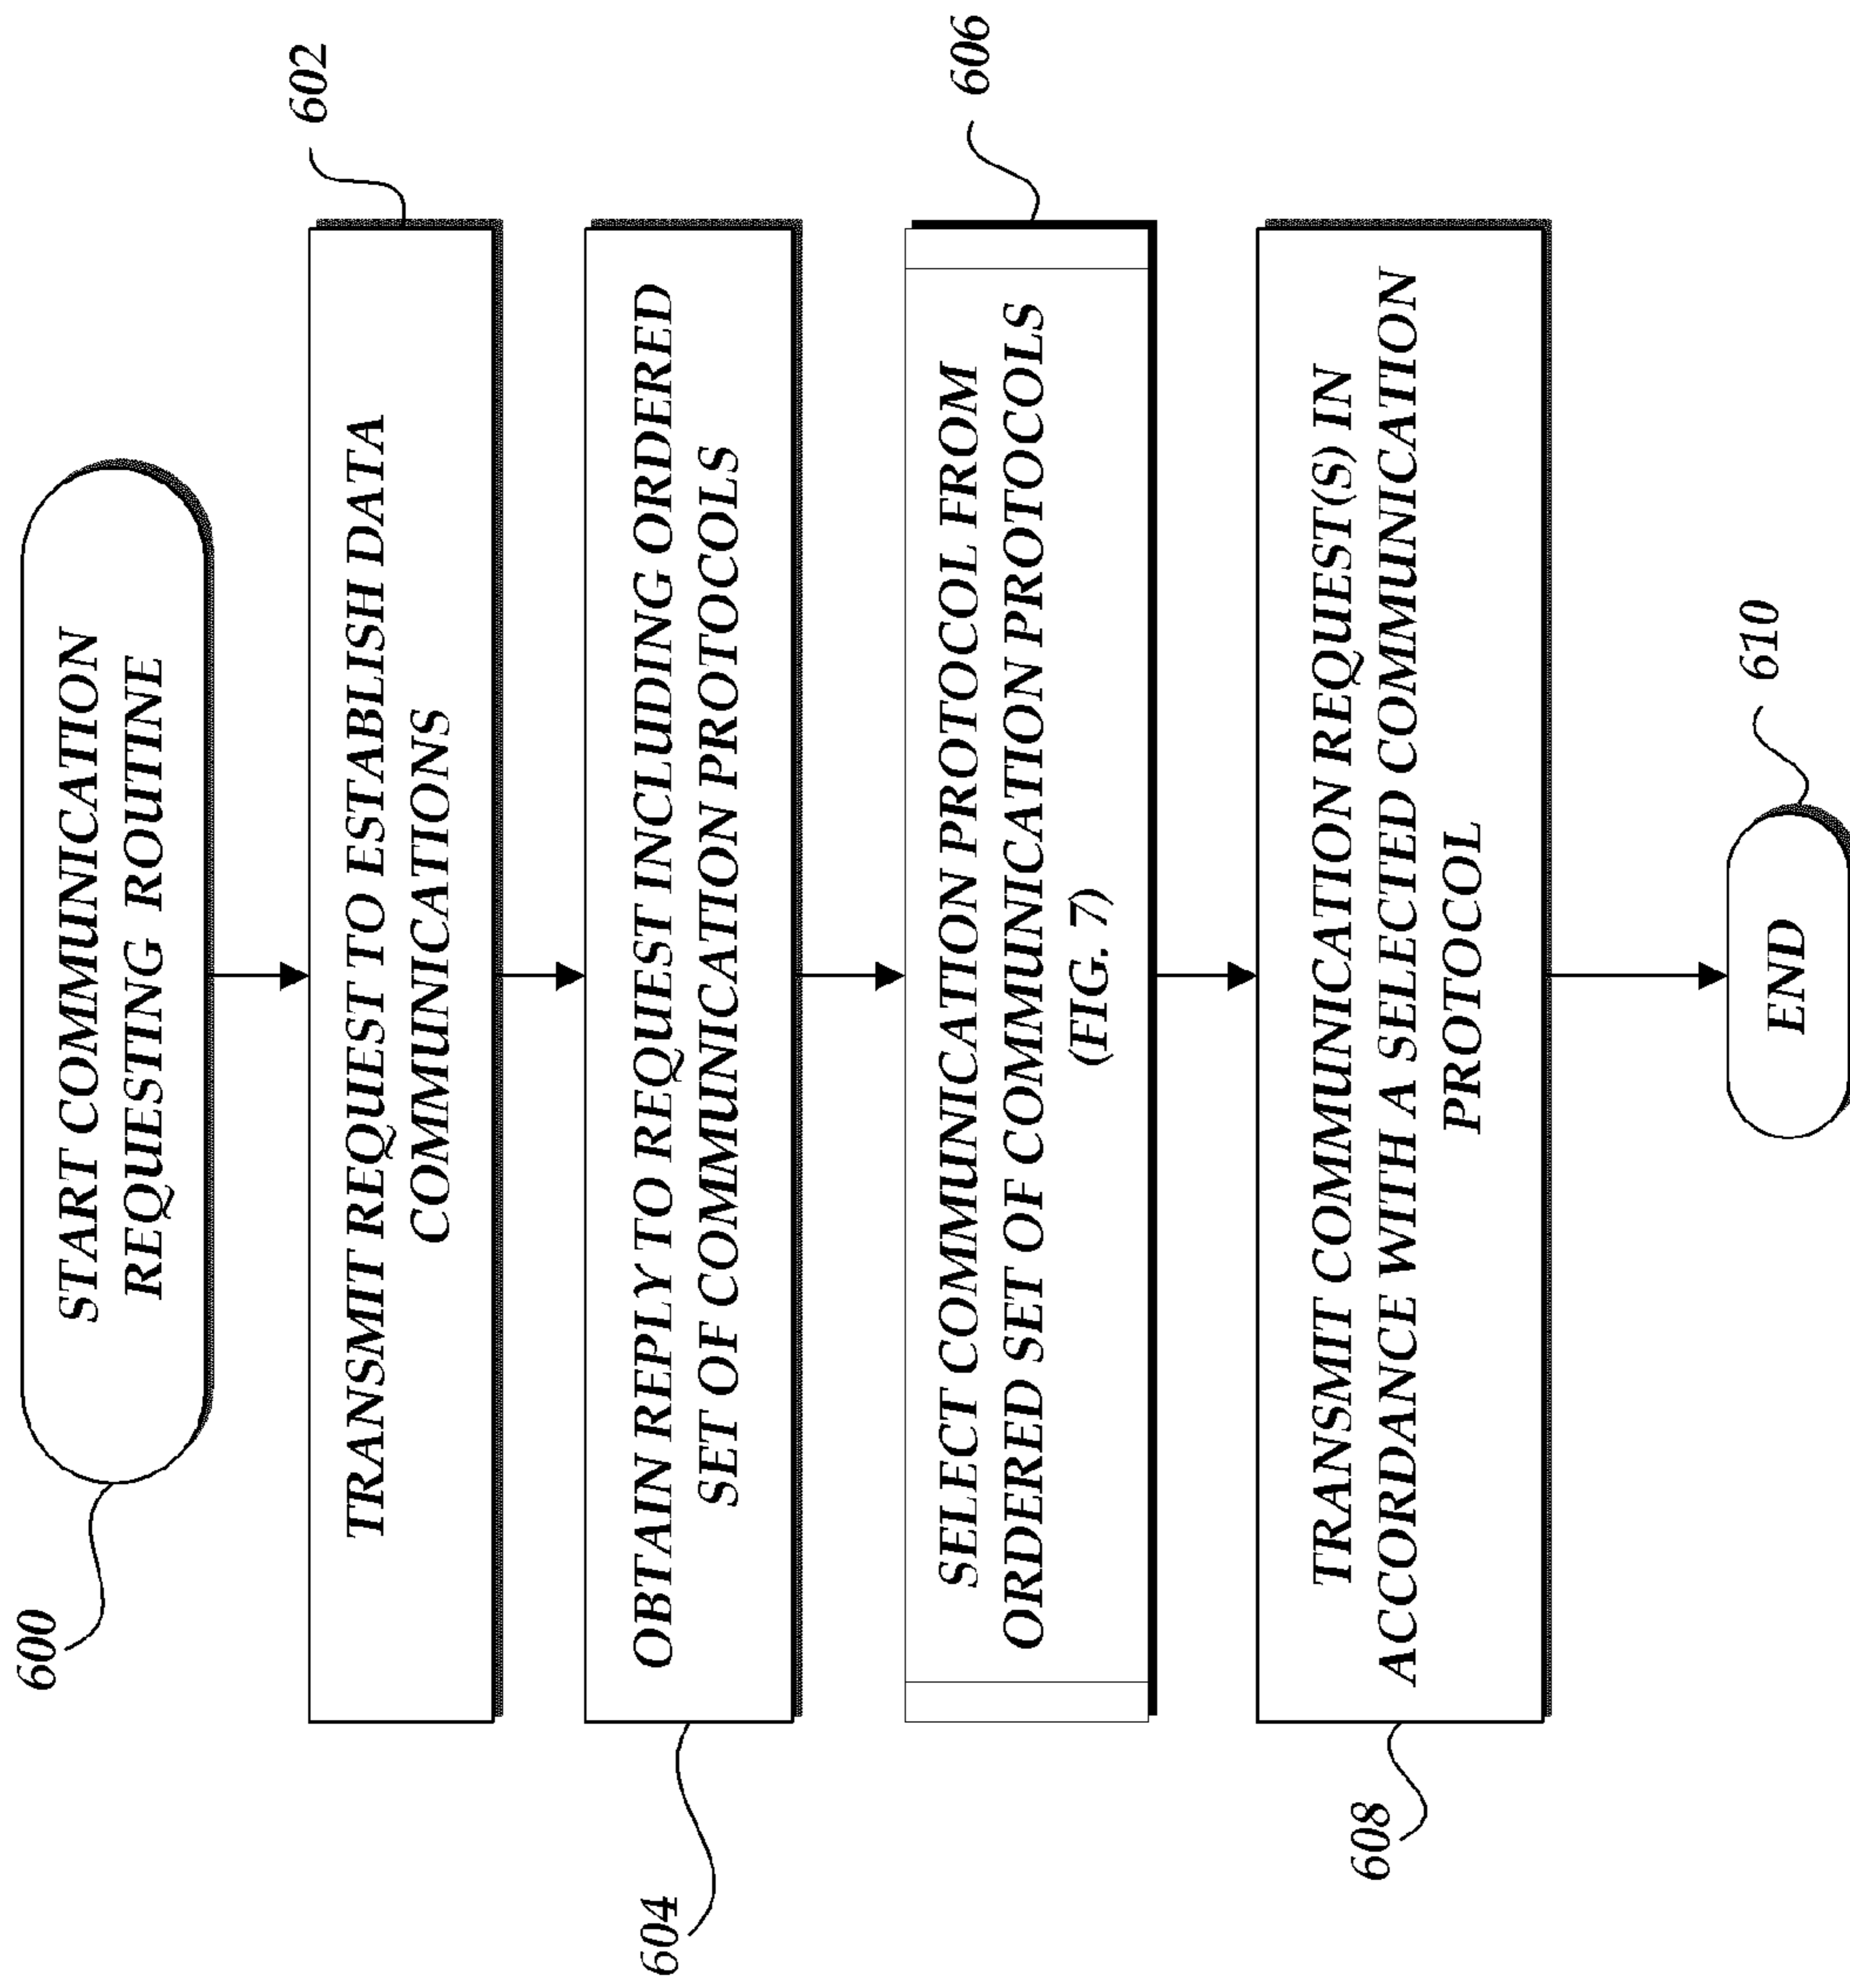 600
START COMMUNICATION
REQUESTING ROUTINE
602
TRANSMIT REQUEST TO ESTABLISH DATA
COMMUNICATIONS
604
OBTAIN REPLY TO REQUEST INCLUDING ORDERED
SET OF COMMUNICATION PROTOCOLS
606
SELECT COMMUNICATION PROTOCOL FROM
ORDERED SET OF COMMUNICATION PROTOCOLS
(FIG. 7)
608
TRANSMIT COMMUNICATION REQUEST(S) IN
ACCORDANCE WITH A SELECTED COMMUNICATION
PROTOCOL
610
END